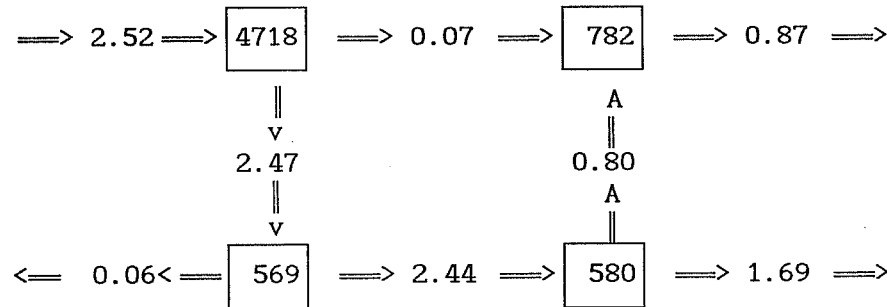 ==> 2.52 ==> 4718 ==> 0.07 ==> 782 ==> 0.87 ==>
‖ A
v ‖
2.47 0.80
‖ A
v ‖
<== 0.06< == 569 ==> 2.44 ==> 580 ==> 1.69 ==>